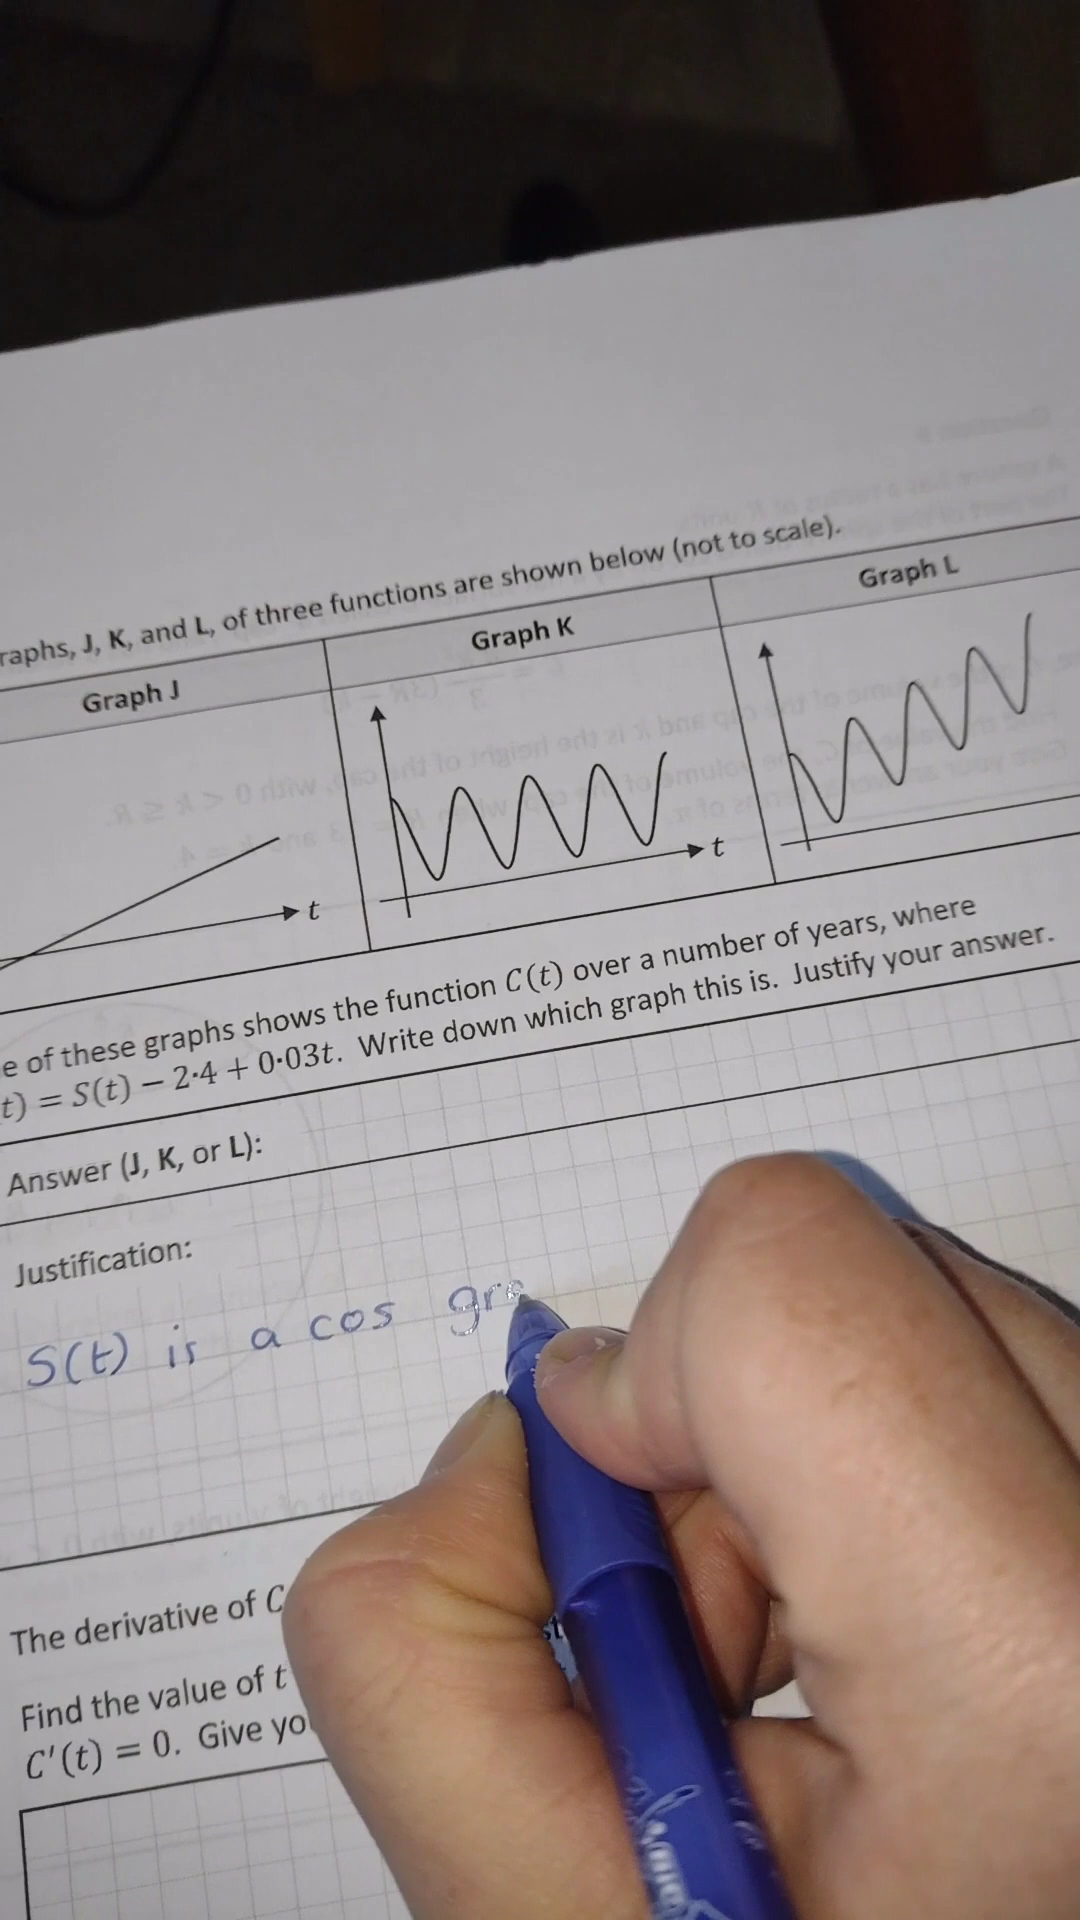 raphs, J, K, and L, of three functions are shown below (not to scale).
Graph J
Graph K
Graph L
t
t
e of these graphs shows the function C(t) over a number of years, where
t) = S(t) − 2·4 + 0·03t. Write down which graph this is. Justify your answer.
Answer (J, K, or L):
Justification:
S(t) is a cos gra
The derivative of C
Find the value of t
C'(t) = 0. Give yo